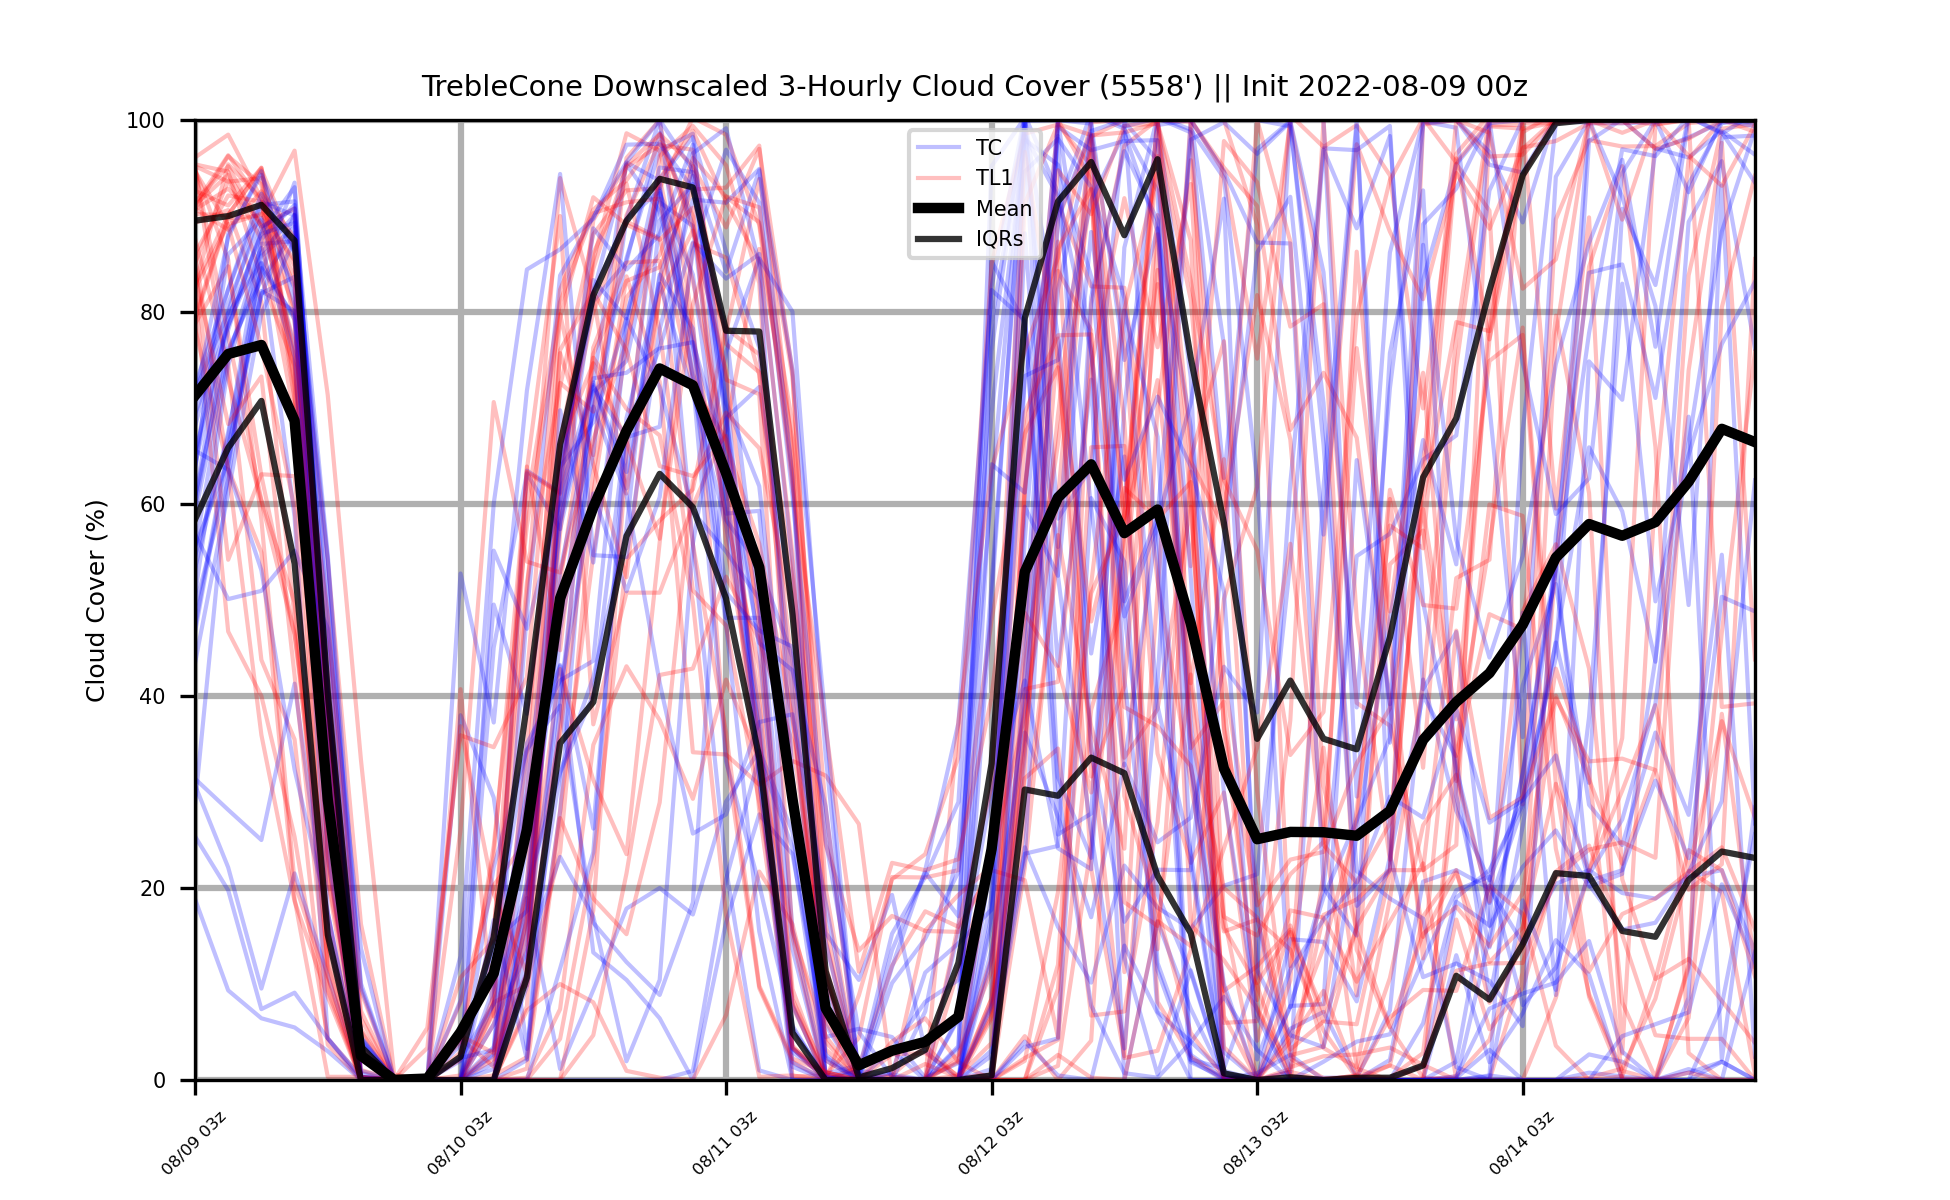 TrebleCone Downscaled 3-Hourly Cloud Cover (5558') || Init 2022-08-09 00z
100
80
60
40
20
0
Cloud Cover (%)
TC
TL1
Mean
IQRs
08/09 03z
08/10 03z
08/11 03z
08/12 03z
08/13 03z
08/14 03z